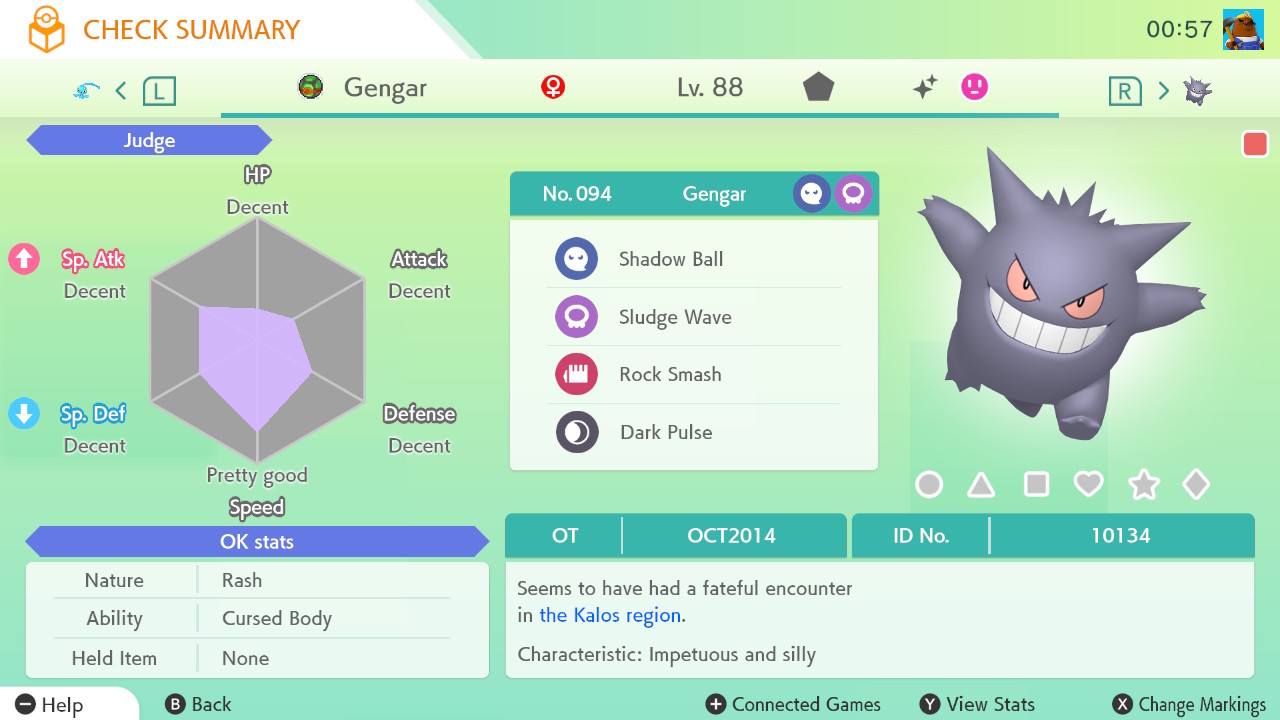 CHECK SUMMARY
00:57
L
Gengar
Lv. 88
R
Judge
HP
Decent
Sp. Atk
Decent
Attack
Decent
Sp. Def
Decent
Defense
Decent
Pretty good
Speed
OK stats
Nature Rash
Ability Cursed Body
Held Item None
No. 094 Gengar
Shadow Ball
Sludge Wave
Rock Smash
Dark Pulse
OT OCT2014 ID No. 10134
Seems to have had a fateful encounter
in the Kalos region.
Characteristic: Impetuous and silly
Help
B Back
Connected Games
Y View Stats
X Change Markings